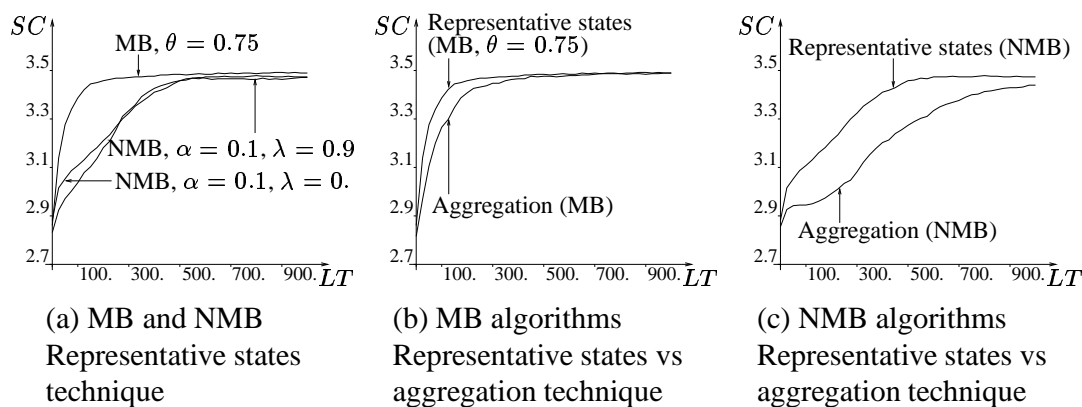 SC
MB, θ = 0.75
3.5
3.3
3.1
2.9
2.7
NMB, α = 0.1, λ = 0.9
NMB, α = 0.1, λ = 0.
100. 300. 500. 700. 900. LT
(a) MB and NMB
Representative states
technique
SC
Representative states
(MB, θ = 0.75)
3.5
3.3
3.1
2.9
2.7
Aggregation (MB)
100. 300. 500. 700. 900. LT
(b) MB algorithms
Representative states vs
aggregation technique
SC
Representative states (NMB)
3.5
3.3
3.1
2.9
2.7
Aggregation (NMB)
100. 300. 500. 700. 900. LT
(c) NMB algorithms
Representative states vs
aggregation technique